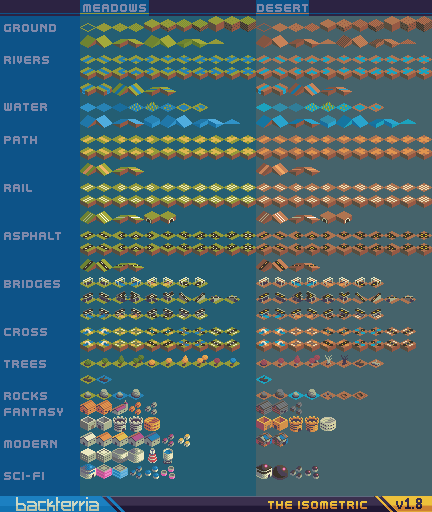 MEADOWS DESERT
GROUND
RIVERS
WATER
PATH
RAIL
ASPHALT
BRIDGES
CROSS
TREES
ROCKS
FANTASY
MODERN
SCI-FI
backterria THE ISOMETRIC v1.8